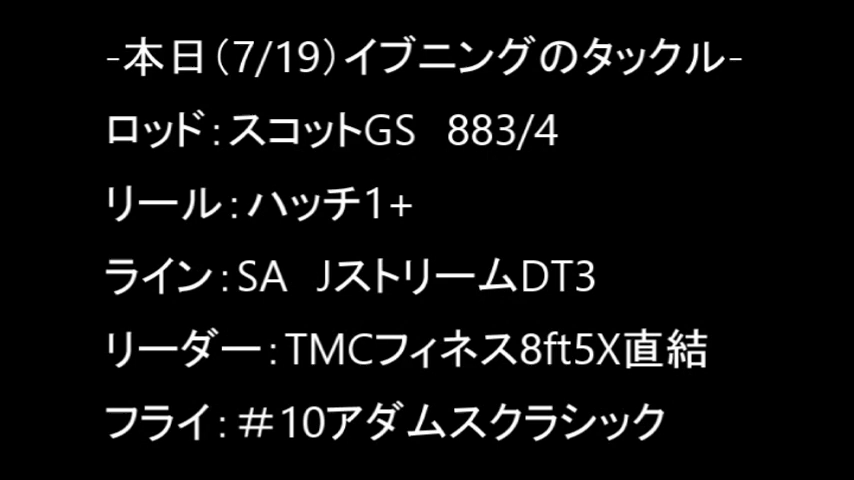 -本日（7/19）イブニングのタックル-
ロッド：スコットGS　883/4
リール：ハッチ1+
ライン：SA　JストリームDT3
リーダー：TMCフィネス8ft5X直結
フライ：＃10アダムスクラシック